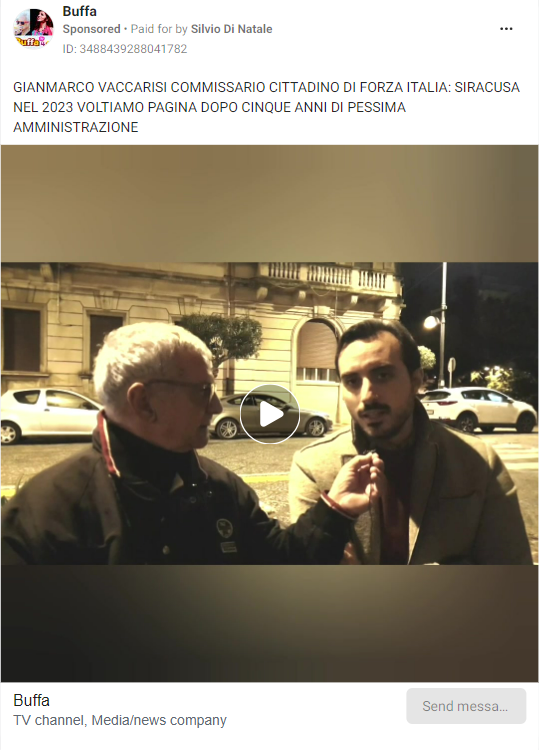 Buffa
Sponsored • Paid for by Silvio Di Natale
ID: 3488439288041782
GIANMARCO VACCARISI COMMISSARIO CITTADINO DI FORZA ITALIA: SIRACUSA
NEL 2023 VOLTIAMO PAGINA DOPO CINQUE ANNI DI PESSIMA
AMMINISTRAZIONE
Buffa
TV channel, Media/news company
Send messa...